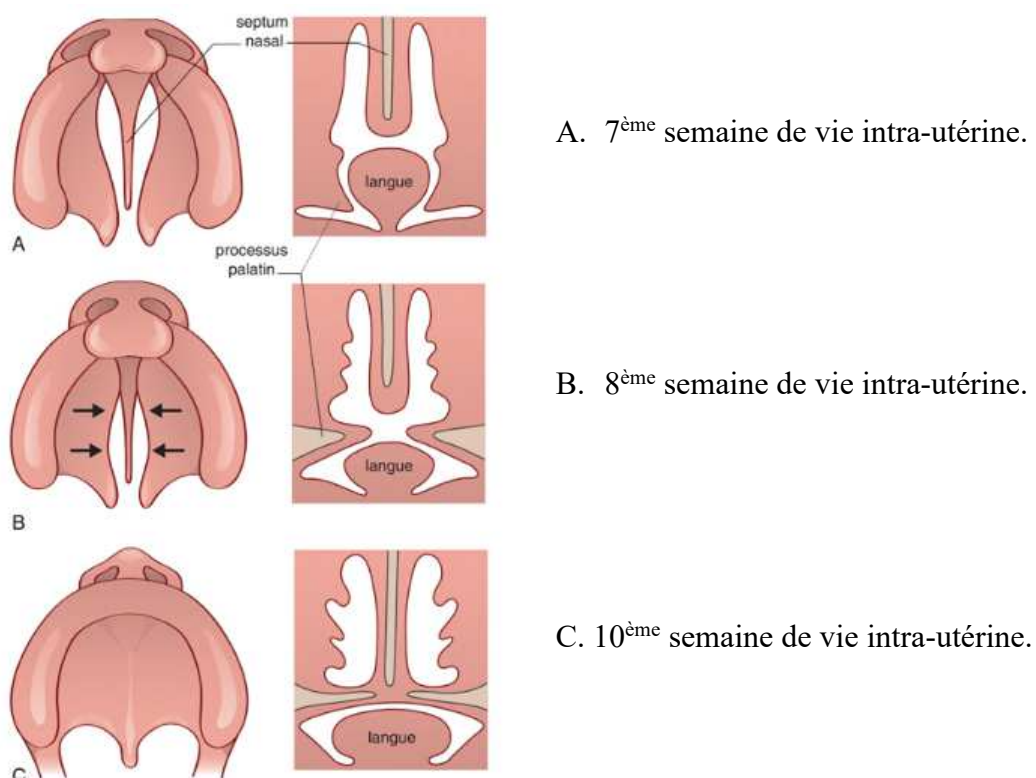 septum
nasal
langue
A. 7ème semaine de vie intra-utérine.
A
processus
palatin
langue
B. 8ème semaine de vie intra-utérine.
B
langue
C. 10ème semaine de vie intra-utérine.
C